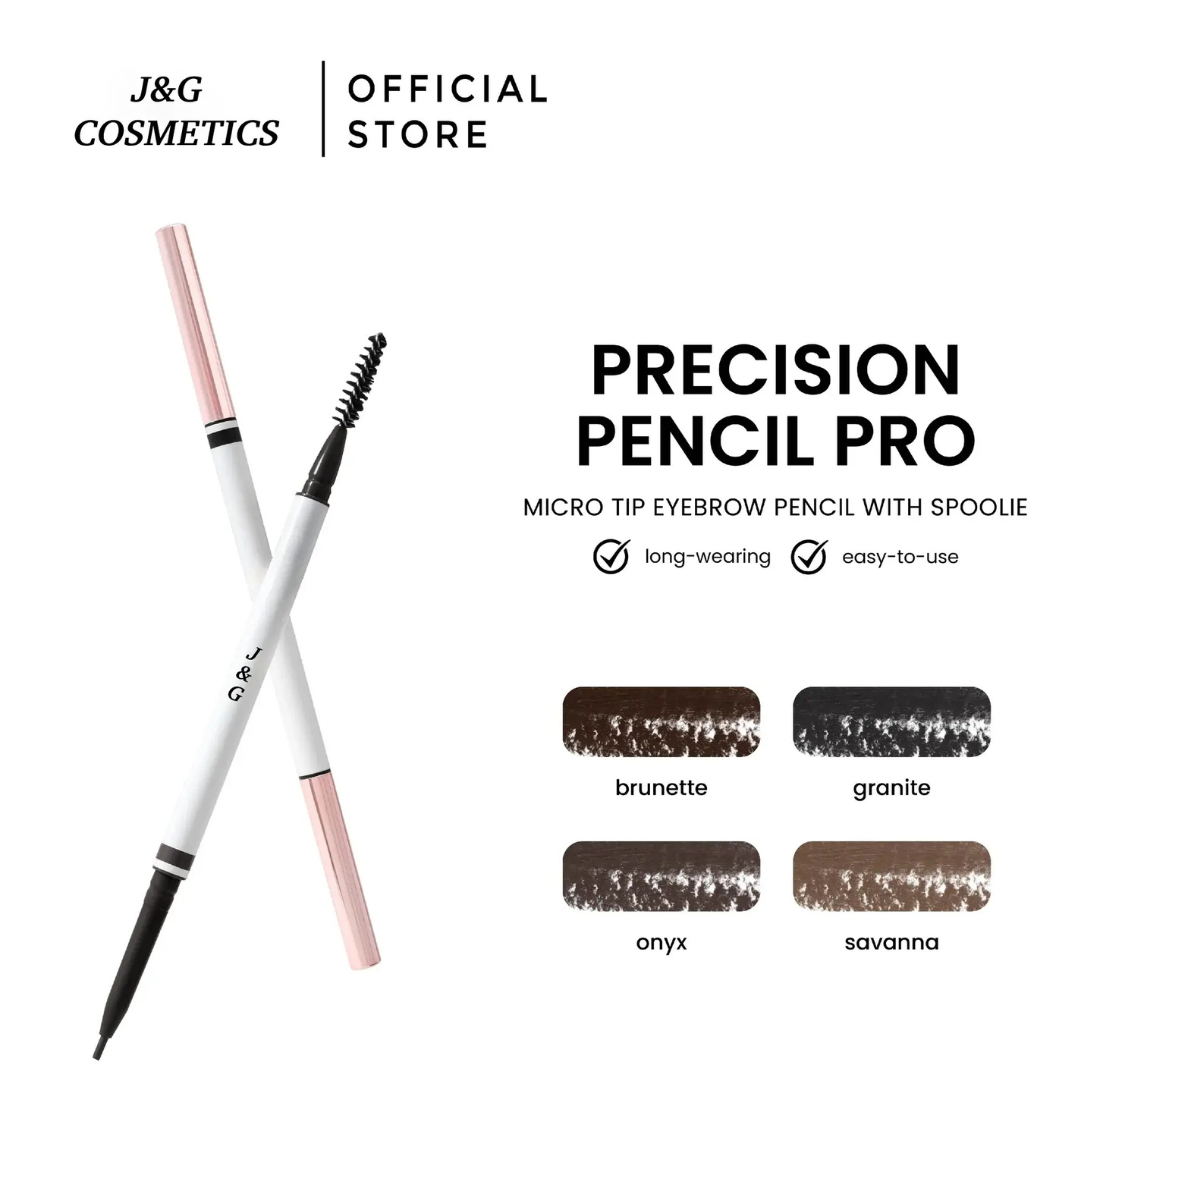 J&G
COSMETICS
OFFICIAL
STORE
PRECISION
PENCIL PRO
MICRO TIP EYEBROW PENCIL WITH SPOOLIE
long-wearing
easy-to-use
J
&
G
brunette
granite
onyx
savanna